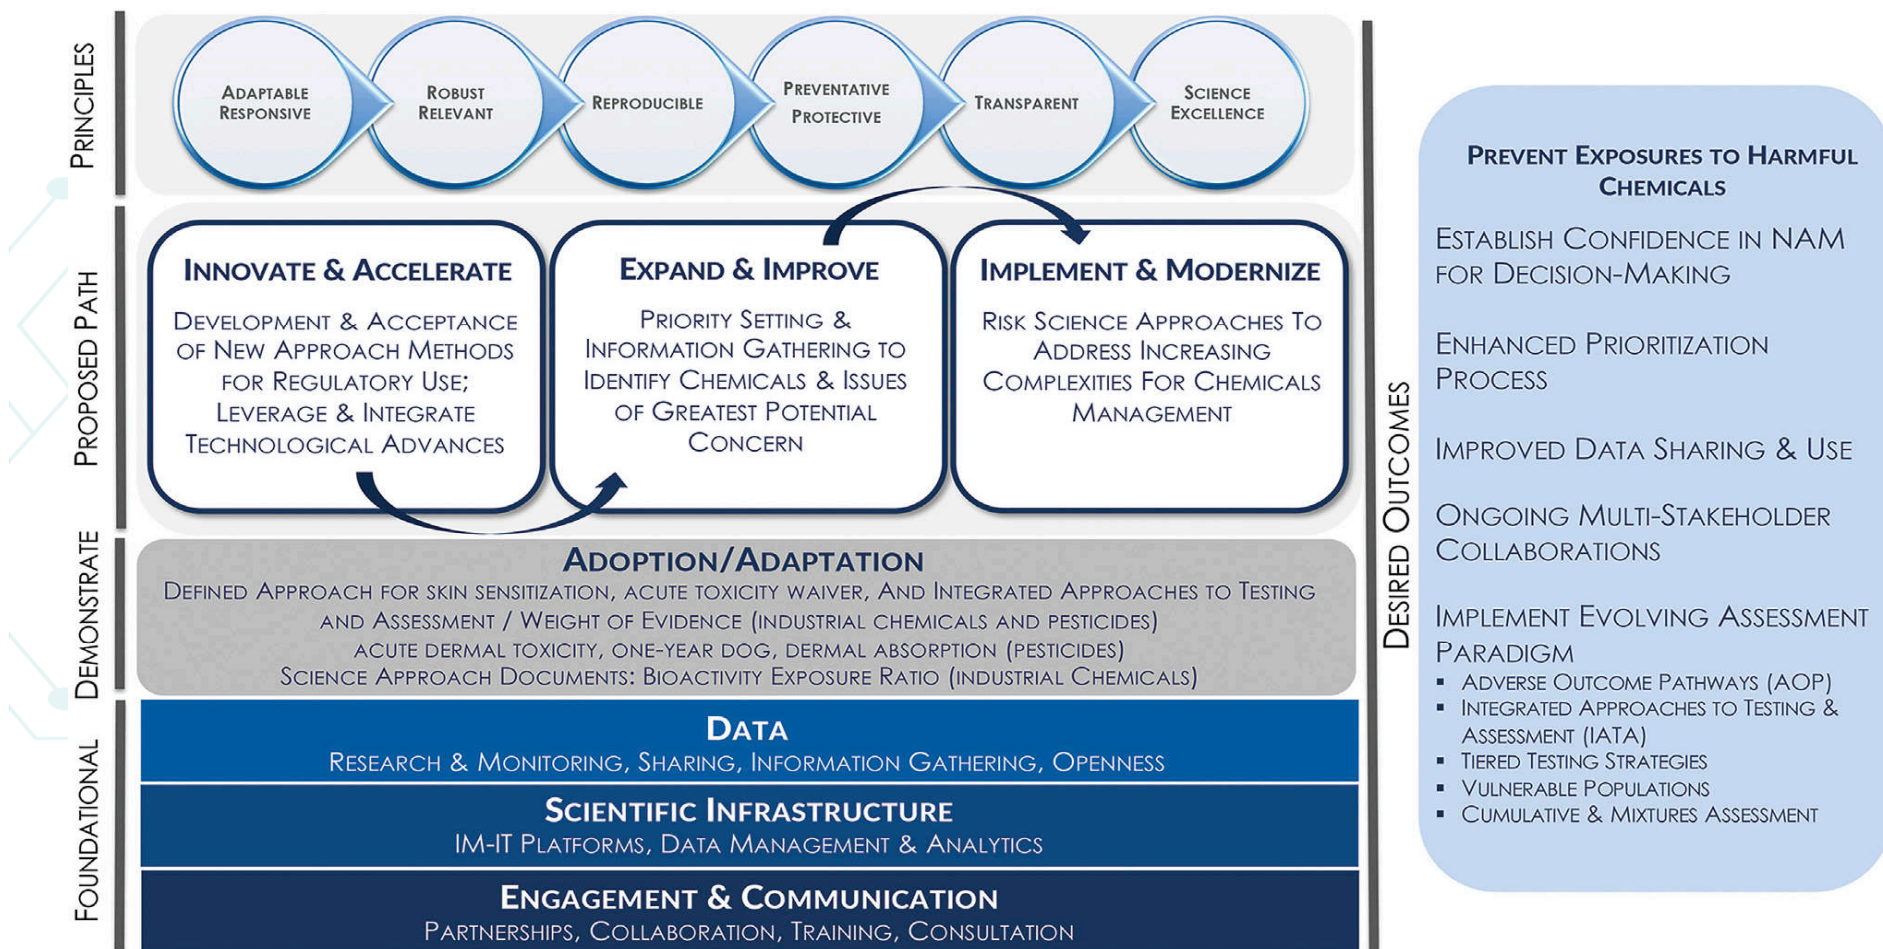 PRINCIPLES
ADAPTABLE
RESPONSIVE
ROBUST
RELEVANT
REPRODUCIBLE
PREVENTATIVE
PROTECTIVE
TRANSPARENT
SCIENCE
EXCELLENCE
PROPOSED PATH
INNOVATE & ACCELERATE
DEVELOPMENT & ACCEPTANCE
OF NEW APPROACH METHODS
FOR REGULATORY USE;
LEVERAGE & INTEGRATE
TECHNOLOGICAL ADVANCES
EXPAND & IMPROVE
PRIORITY SETTING &
INFORMATION GATHERING TO
IDENTIFY CHEMICALS & ISSUES
OF GREATEST POTENTIAL
CONCERN
IMPLEMENT & MODERNIZE
RISK SCIENCE APPROACHES TO
ADDRESS INCREASING
COMPLEXITIES FOR CHEMICALS
MANAGEMENT
DEMONSTRATE
ADOPTION/ADAPTATION
DEFINED APPROACH FOR SKIN SENSITIZATION, ACUTE TOXICITY WAIVER, AND INTEGRATED APPROACHES TO TESTING
AND ASSESSMENT / WEIGHT OF EVIDENCE (INDUSTRIAL CHEMICALS AND PESTICIDES)
ACUTE DERMAL TOXICITY, ONE-YEAR DOG, DERMAL ABSORPTION (PESTICIDES)
SCIENCE APPROACH DOCUMENTS: BIOACTIVITY EXPOSURE RATIO (INDUSTRIAL CHEMICALS)
FOUNDATIONAL
DATA
RESEARCH & MONITORING, SHARING, INFORMATION GATHERING, OPENNESS
SCIENTIFIC INFRASTRUCTURE
IM-IT PLATFORMS, DATA MANAGEMENT & ANALYTICS
ENGAGEMENT & COMMUNICATION
PARTNERSHIPS, COLLABORATION, TRAINING, CONSULTATION
DESIRED OUTCOMES
PREVENT EXPOSURES TO HARMFUL
CHEMICALS
ESTABLISH CONFIDENCE IN NAM
FOR DECISION-MAKING
ENHANCED PRIORITIZATION
PROCESS
IMPROVED DATA SHARING & USE
ONGOING MULTI-STAKEHOLDER
COLLABORATIONS
IMPLEMENT EVOLVING ASSESSMENT
PARADIGM
▪ ADVERSE OUTCOME PATHWAYS (AOP)
▪ INTEGRATED APPROACHES TO TESTING &
ASSESSMENT (IATA)
▪ TIERED TESTING STRATEGIES
▪ VULNERABLE POPULATIONS
▪ CUMULATIVE & MIXTURES ASSESSMENT